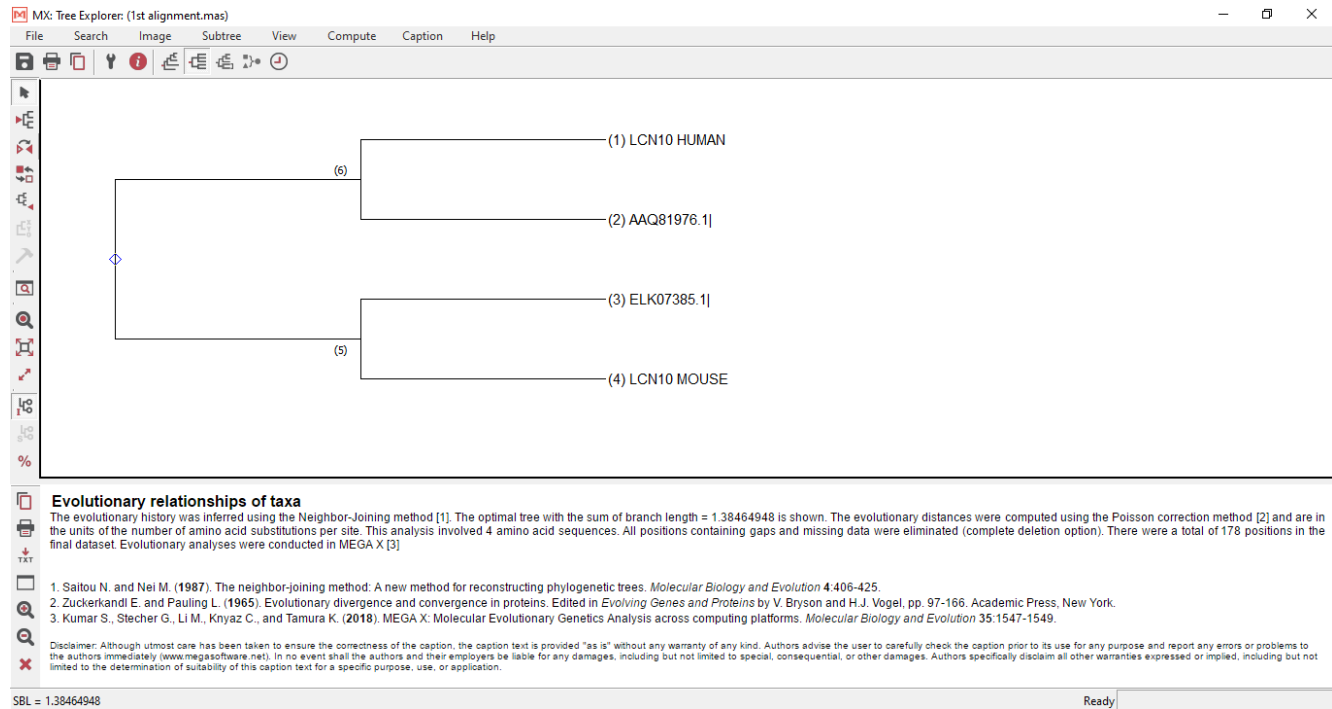 MX: Tree Explorer: (1st alignment.mas)
File Search Image Subtree View Compute Caption Help
(1) LCN10 HUMAN
(6)
(2) AAQ81976.1|
(3) ELK07385.1|
(5)
(4) LCN10 MOUSE
%
Evolutionary relationships of taxa
The evolutionary history was inferred using the Neighbor-Joining method [1]. The optimal tree with the sum of branch length = 1.38464948 is shown. The evolutionary distances were computed using the Poisson correction method [2] and are in
the units of the number of amino acid substitutions per site. This analysis involved 4 amino acid sequences. All positions containing gaps and missing data were eliminated (complete deletion option). There were a total of 178 positions in the
final dataset. Evolutionary analyses were conducted in MEGA X [3]
TXT
1. Saitou N. and Nei M. (1987). The neighbor-joining method: A new method for reconstructing phylogenetic trees. Molecular Biology and Evolution 4:406-425.
2. Zuckerkandl E. and Pauling L. (1965). Evolutionary divergence and convergence in proteins. Edited in Evolving Genes and Proteins by V. Bryson and H.J. Vogel, pp. 97-166. Academic Press, New York.
3. Kumar S., Stecher G., Li M., Knyaz C., and Tamura K. (2018). MEGA X: Molecular Evolutionary Genetics Analysis across computing platforms. Molecular Biology and Evolution 35:1547-1549.
Disclaimer: Although utmost care has been taken to ensure the correctness of the caption, the caption text is provided "as is" without any warranty of any kind. Authors advise the user to carefully check the caption prior to its use for any purpose and report any errors or problems to
the authors immediately (www.megasoftware.net). In no event shall the authors and their employers be liable for any damages, including but not limited to special, consequential, or other damages. Authors specifically disclaim all other warranties expressed or implied, including but not
limited to the determination of suitability of this caption text for a specific purpose, use, or application.
SBL = 1.38464948
Ready